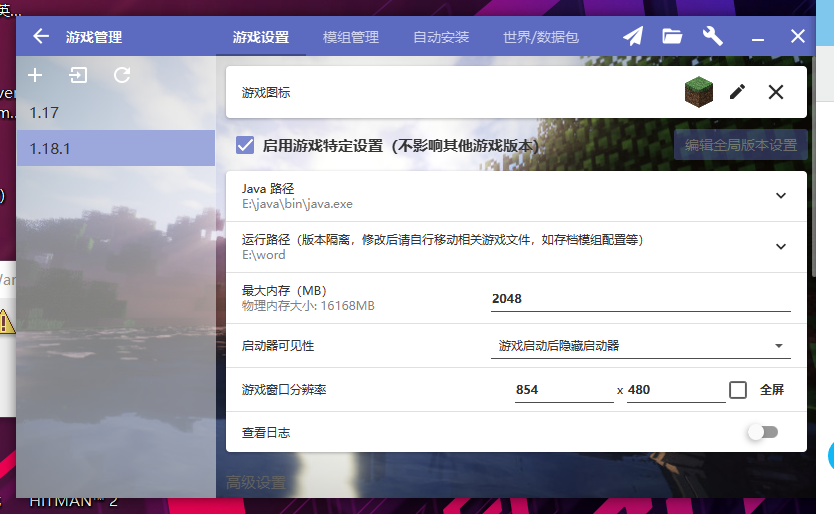 英...
游戏管理
游戏设置
模组管理
自动安装
世界/数据包
1.17
1.18.1
游戏图标
启用游戏特定设置（不影响其他游戏版本）
编辑全局版本设置
Java 路径
E:\java\bin\java.exe
运行路径（版本隔离，修改后请自行移动相关游戏文件，如存档模组配置等）
E:\word
最大内存（MB）
物理内存大小: 16168MB
2048
启动器可见性
游戏启动后隐藏启动器
游戏窗口分辨率
854 x 480
全屏
查看日志
高级设置
HITMAN™ 2